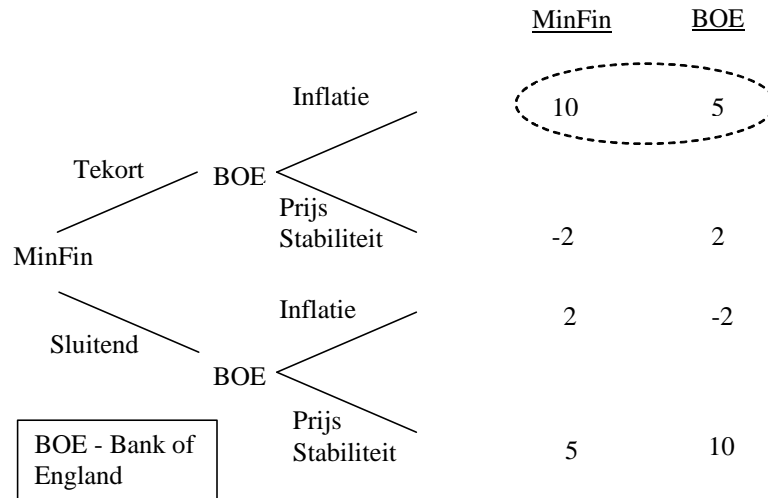 MinFin BOE
Inflatie
10 5
Tekort
BOE
Prijs
Stabiliteit
-2 2
MinFin
Inflatie
2 -2
Sluitend
BOE
Prijs
Stabiliteit
5 10
BOE - Bank of
England